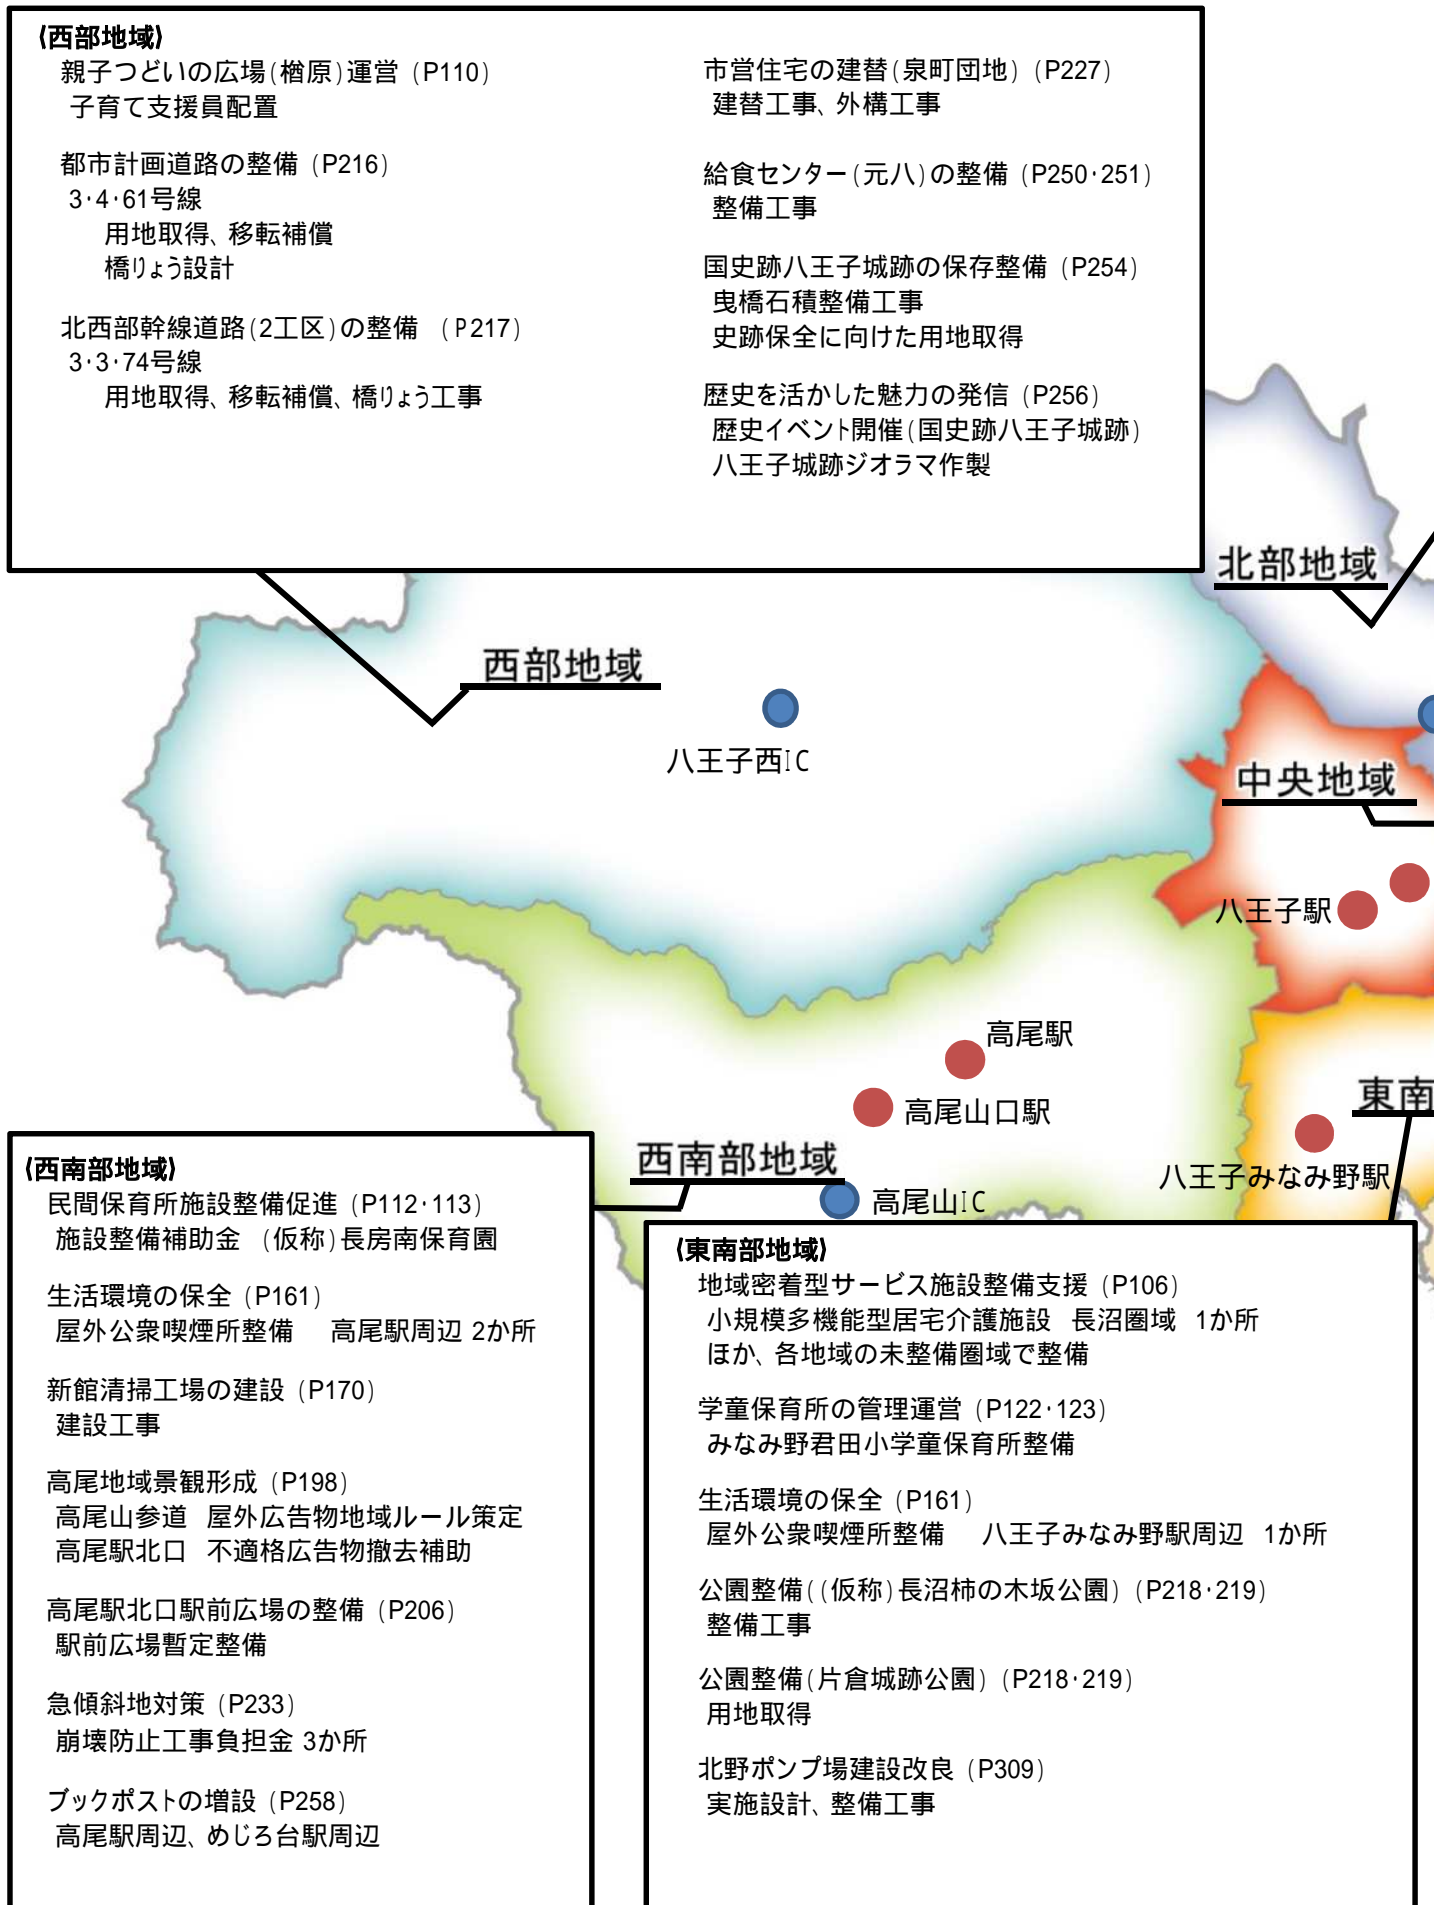 《西部地域》
親子つどいの広場(楢原)運営 (P110)
子育て支援員配置
都市計画道路の整備 (P216)
3・4・61号線
用地取得、移転補償
橋りょう設計
北西部幹線道路(2工区)の整備 (P217)
3・3・74号線
用地取得、移転補償、橋りょう工事
市営住宅の建替(泉町団地) (P227)
建替工事、外構工事
給食センター(元八)の整備 (P250・251)
整備工事
国史跡八王子城跡の保存整備 (P254)
曳橋石積整備工事
史跡保全に向けた用地取得
歴史を活かした魅力の発信 (P256)
歴史イベント開催(国史跡八王子城跡)
八王子城跡ジオラマ作製
北部地域
西部地域
八王子西IC
中央地域
八王子駅
高尾駅
高尾山口駅
東南
八王子みなみ野駅
西南部地域
高尾山IC
《西南部地域》
民間保育所施設整備促進 (P112・113)
施設整備補助金 (仮称)長房南保育園
生活環境の保全 (P161)
屋外公衆喫煙所整備 高尾駅周辺 2か所
新館清掃工場の建設 (P170)
建設工事
高尾地域景観形成 (P198)
高尾山参道 屋外広告物地域ルール策定
高尾駅北口 不適格広告物撤去補助
高尾駅北口駅前広場の整備 (P206)
駅前広場暫定整備
急傾斜地対策 (P233)
崩壊防止工事負担金 3か所
ブックポストの増設 (P258)
高尾駅周辺、めじろ台駅周辺
《東南部地域》
地域密着型サービス施設整備支援 (P106)
小規模多機能型居宅介護施設 長沼圏域 1か所
ほか、各地域の未整備圏域で整備
学童保育所の管理運営 (P122・123)
みなみ野君田小学童保育所整備
生活環境の保全 (P161)
屋外公衆喫煙所整備 八王子みなみ野駅周辺 1か所
公園整備((仮称)長沼柿の木坂公園) (P218・219)
整備工事
公園整備(片倉城跡公園) (P218・219)
用地取得
北野ポンプ場建設改良 (P309)
実施設計、整備工事